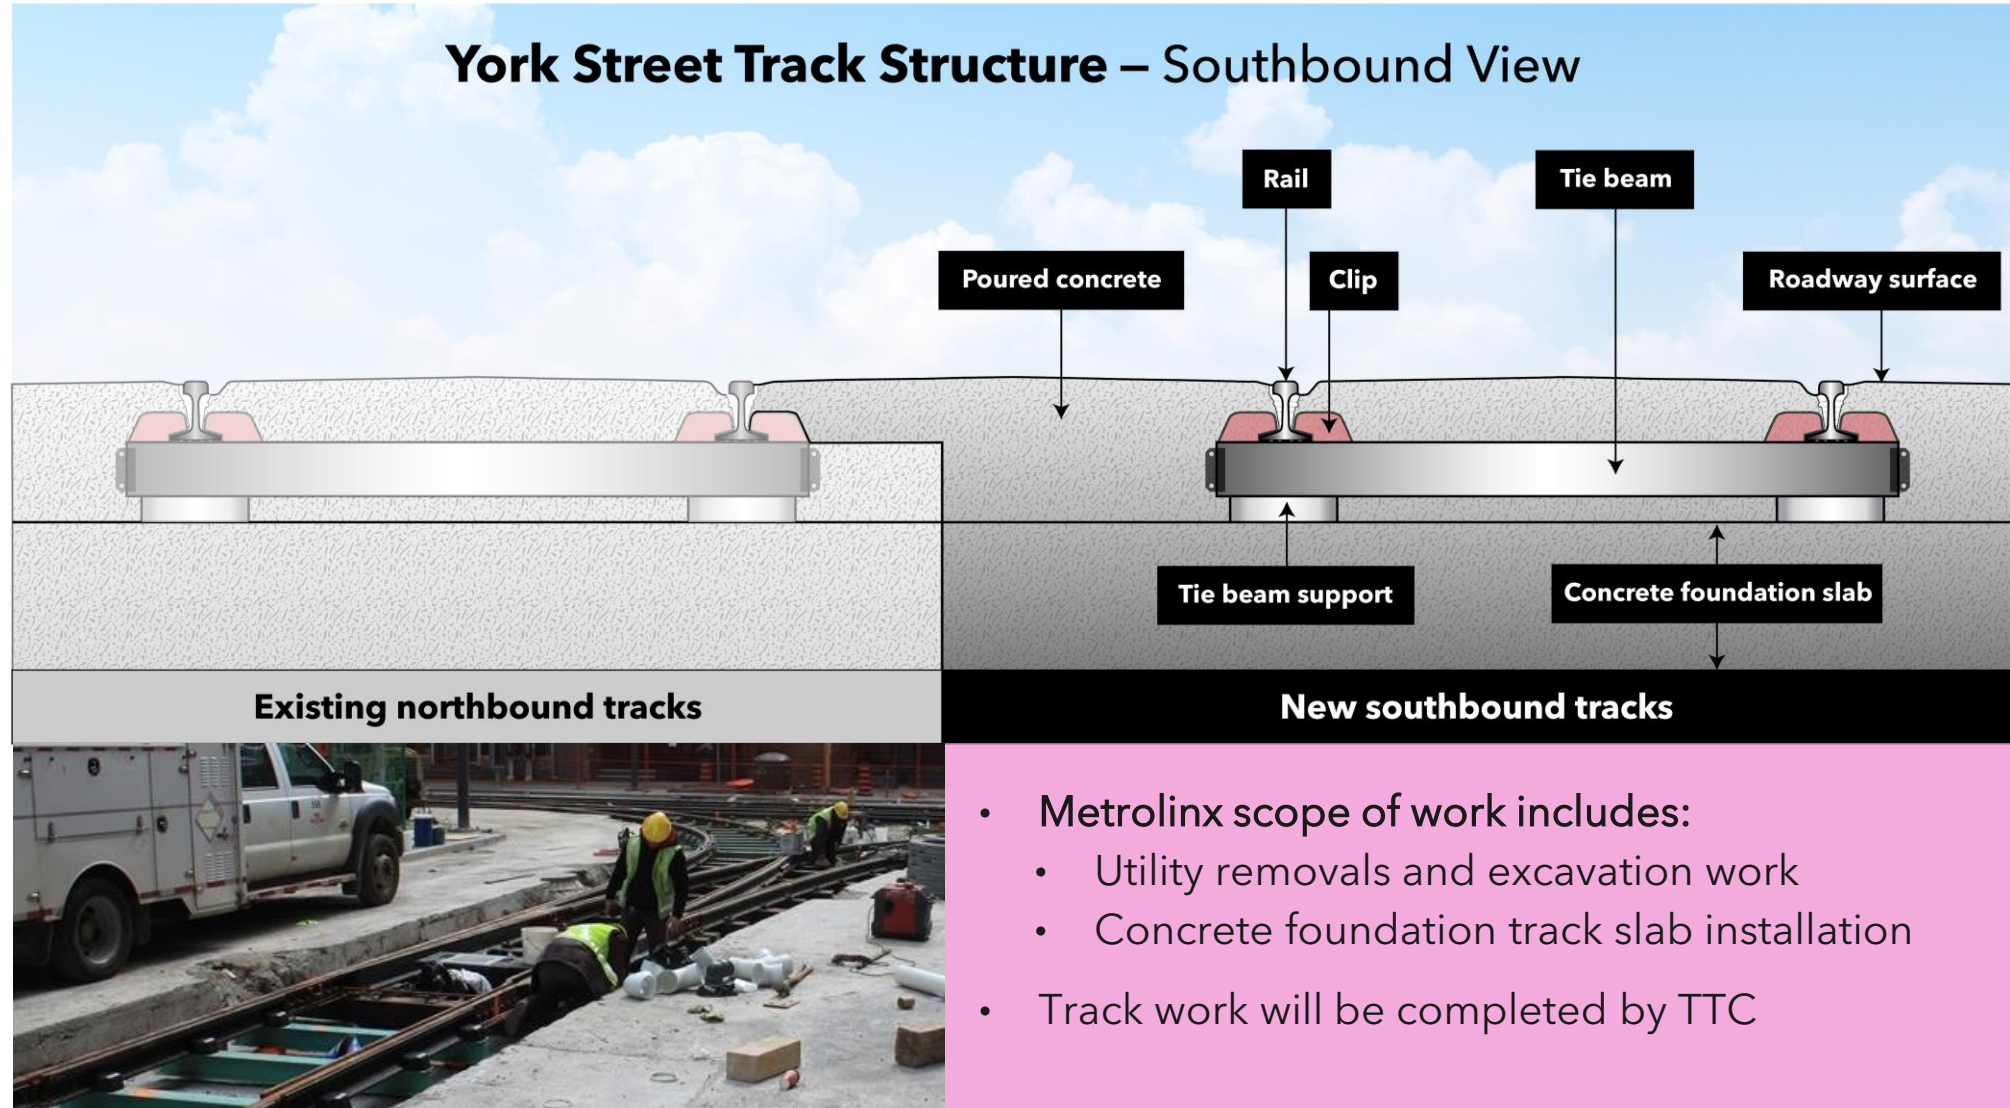 York Street Track Structure – Southbound View
Rail
Tie beam
Poured concrete
Clip
Roadway surface
Tie beam support
Concrete foundation slab
Existing northbound tracks
New southbound tracks
• Metrolinx scope of work includes:
• Utility removals and excavation work
• Concrete foundation track slab installation
• Track work will be completed by TTC